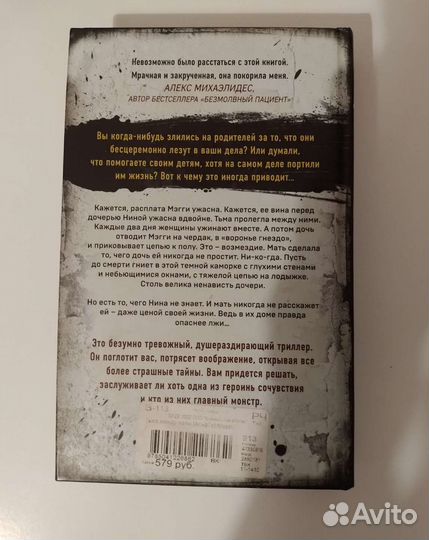 Невозможно было расстаться с этой книгой.
Мрачная и закрученная, она покорила меня.
АЛЕКС МИХАЭЛИДЕС,
АВТОР БЕСТСЕЛЛЕРА «БЕЗМОЛВНЫЙ ПАЦИЕНТ»
Вы когда-нибудь злились на родителей за то, что они
бесцеремонно лезут в ваши дела? Или думали,
что помогаете своим детям, хотя на самом деле портили
им жизнь? Вот к чему это иногда приводит...
Кажется, расплата Мэгги ужасна. Кажется, ее вина перед
дочерью Ниной ужасна вдвойне. Тьма пролегла между ними.
Каждые два дня женщины ужинают вместе. А потом дочь
отводит Мэгги на чердак, в «воронье гнездо»,
и приковывает цепью к полу. Это – возмездие. Мать сделала
то, чего дочь ей никогда не простит. Ни-ко-гда. Пусть
до смерти гниет в этой темной каморке с глухими стенами
и небьющимися окнами, с тяжелой цепью на лодыжке.
Столь велика ненависть дочери.
Но есть то, чего Нина не знает. И мать никогда не расскажет
ей – даже ценой своей жизни. Ведь в их доме правда
опаснее лжи...
Это безумно тревожный, душераздирающий триллер.
Он поглотит вас, потрясет воображение, открывая все
более страшные тайны. Вам придется решать,
заслуживает ли хоть одна из героинь сочувствия
и кто из них главный монстр.
579 руб.
Avito